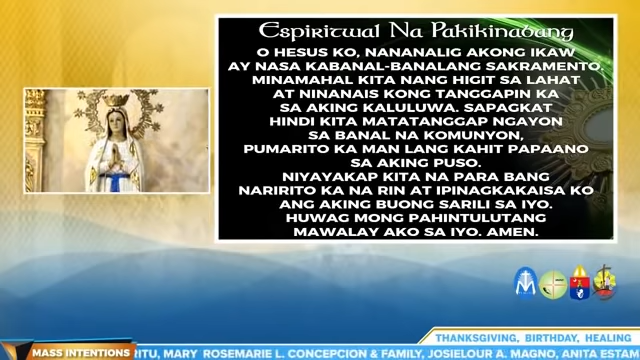 Espiritwal Na Pakikinabang
O HESUS KO, NANANALIG AKONG IKAW
AY NASA KABANAL-BANALANG SAKRAMENTO.
MINAMAHAL KITA NANG HIGIT SA LAHAT
AT NINANAIS KONG TANGGAPIN KA
SA AKING KALULUWA. SAPAGKAT
HINDI KITA MATATANGGAP NGAYON
SA BANAL NA KOMUNYON,
PUMARITO KA MAN LANG KAHIT PAPAANO
SA AKING PUSO.
NIYAYAKAP KITA NA PARA BANG
NARIRITO KA NA RIN AT IPINAGKAKAISA KO
ANG AKING BUONG SARILI SA IYO.
HUWAG MONG PAHINTULUTANG
MAWALAY AKO SA IYO. AMEN.
THANKSGIVING, BIRTHDAY, HEALING
MASS INTENTIONS
RITU, MARY ROSEMARIE L. CONCEPCION & FAMILY, JOSIELOUR A. MAGNO, ANITA ESTAM